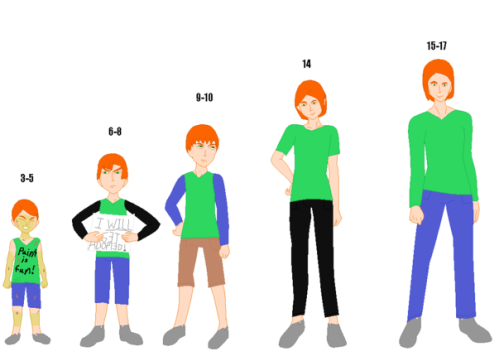 15-17
14
9-10
6-8
3-5
I WILL
GET
ADOPTED!
Paint
is
fun!